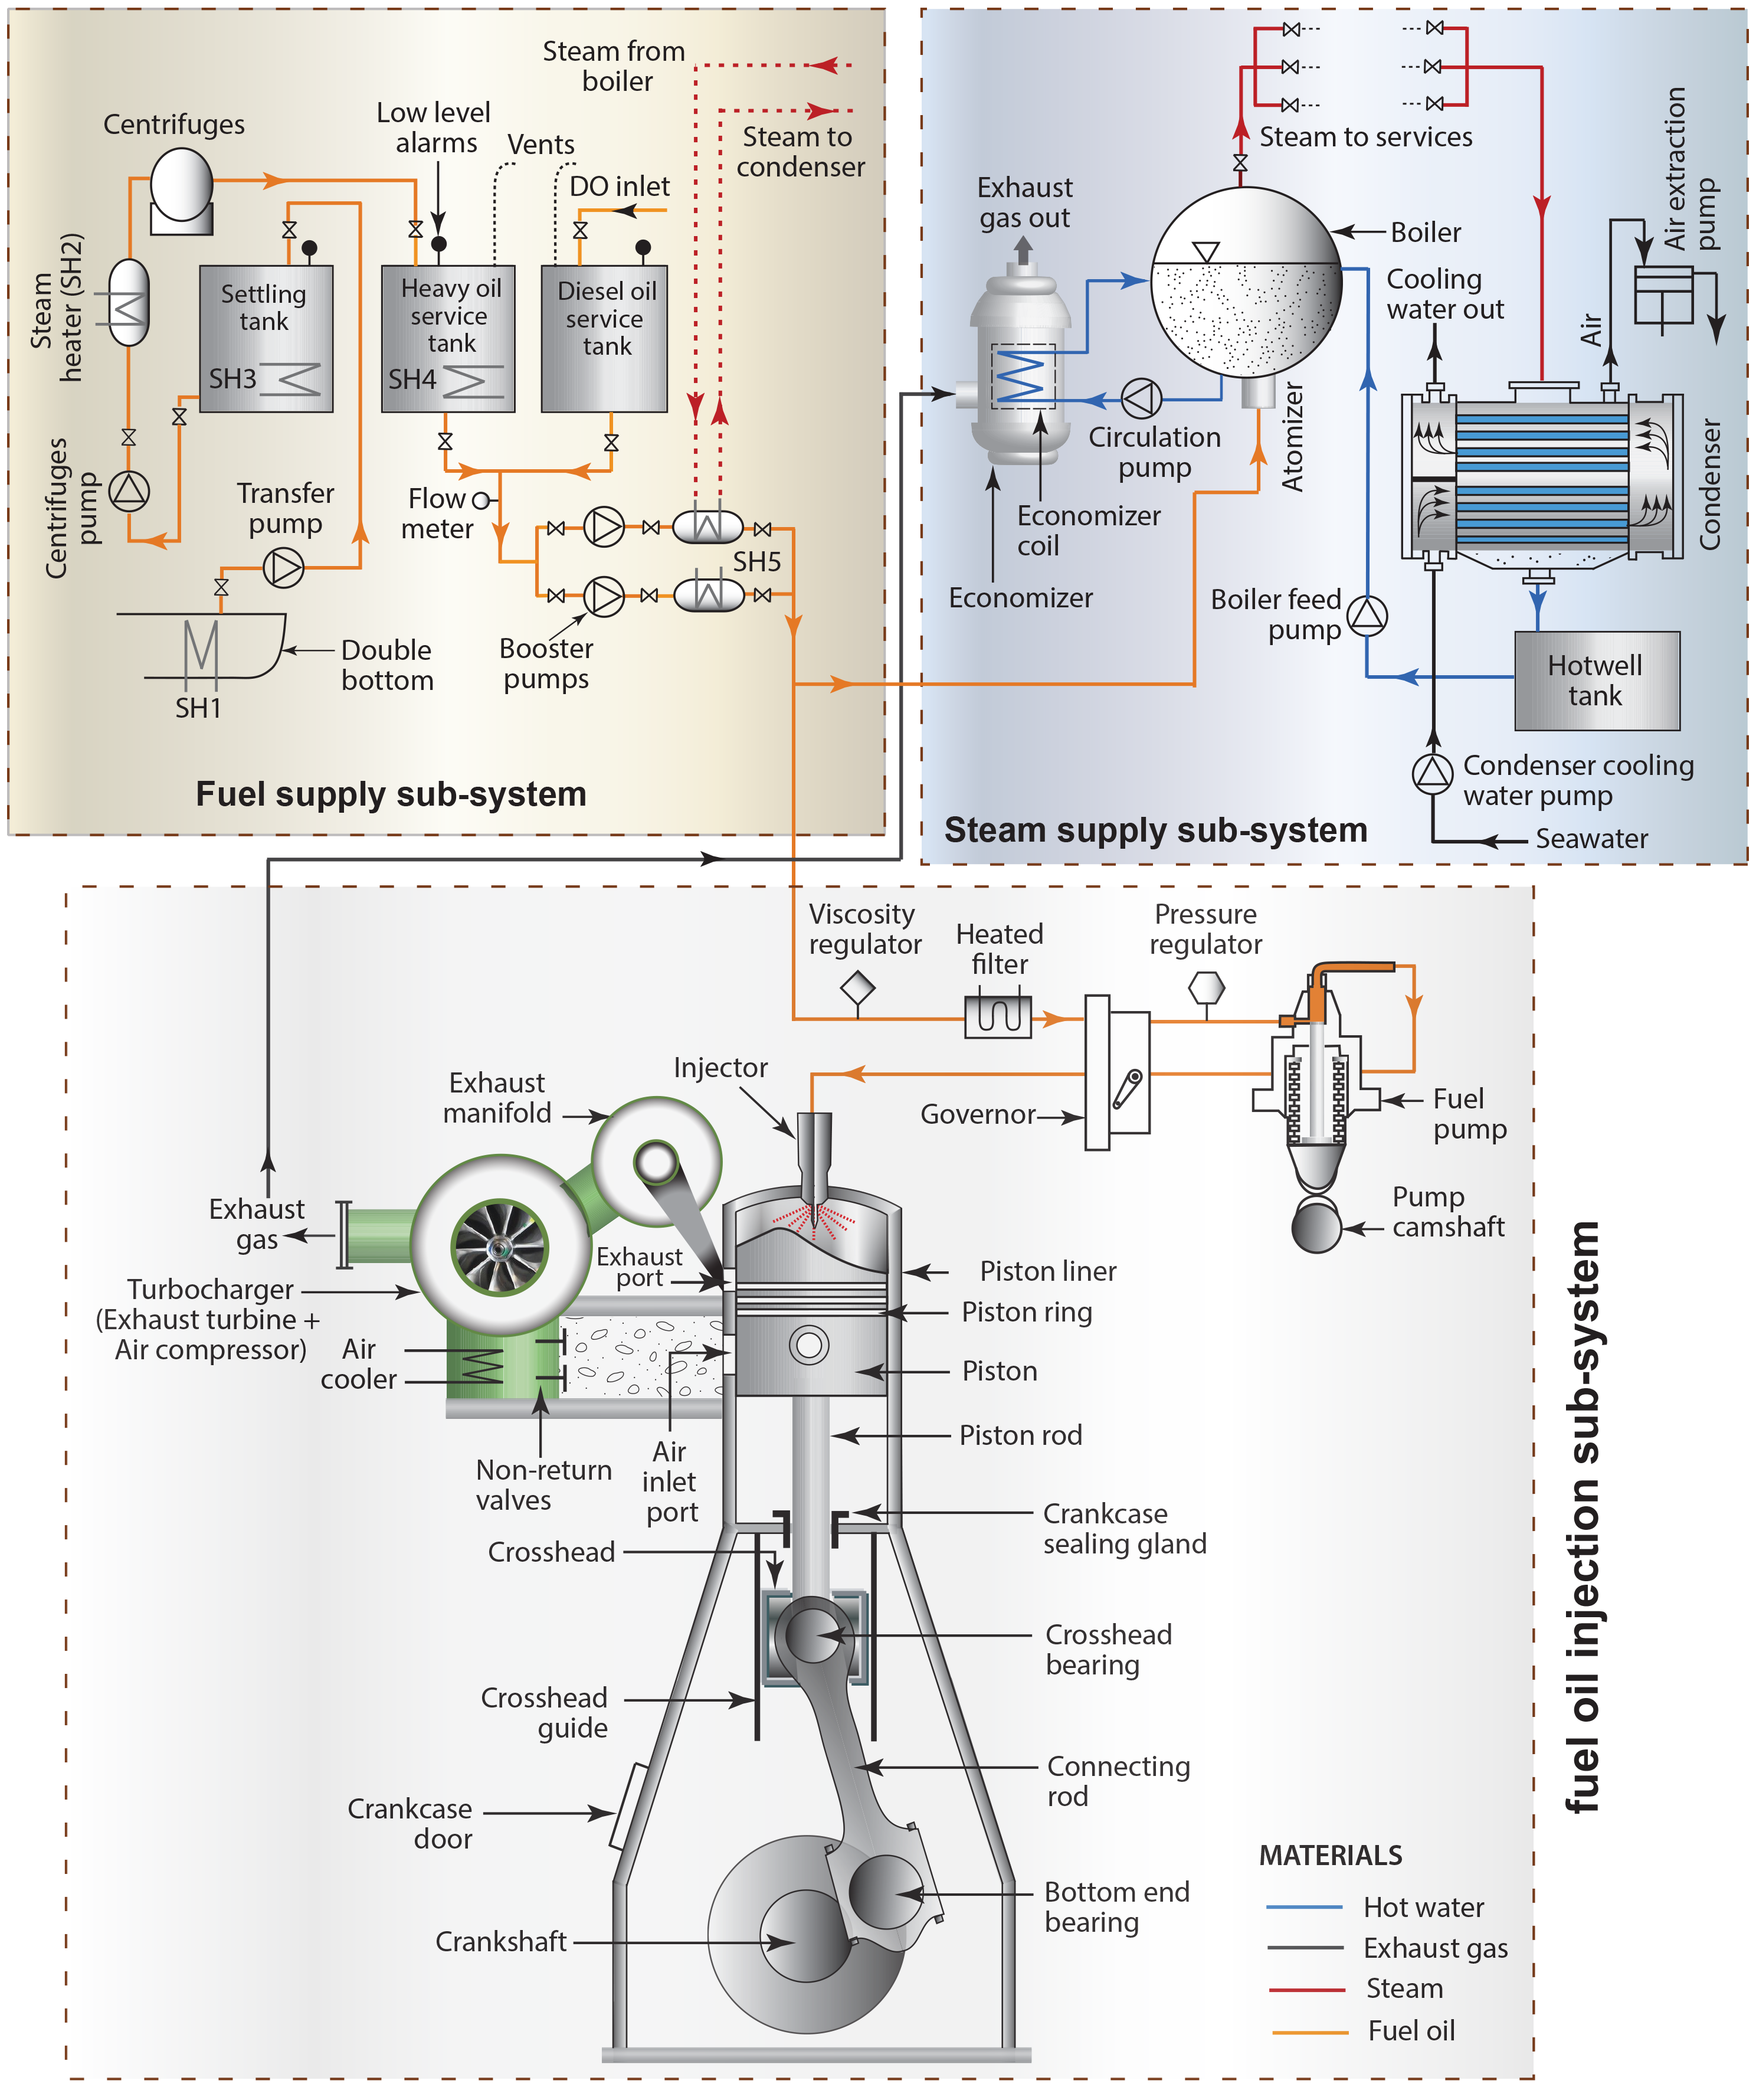 Steam from
boiler
Steam to
condenser
Centrifuges
Low level
alarms
Vents
DO inlet
Steam
heater (SH2)
Settling
tank
SH3
Heavy oil
service
tank
SH4
Diesel oil
service
tank
Centrifuges
pump
Transfer
pump
Flow
meter
SH5
Booster
pumps
Double
bottom
SH1
Fuel supply sub-system
Steam to services
Exhaust
gas out
Boiler
Cooling
water out
Air extraction
pump
Air
Circulation
pump
Atomizer
Economizer
coil
Economizer
Condenser
Boiler feed
pump
Hotwell
tank
Condenser cooling
water pump
Seawater
Steam supply sub-system
Viscosity
regulator
Heated
filter
Pressure
regulator
Injector
Exhaust
manifold
Governor
Fuel
pump
Pump
camshaft
Exhaust
gas
Exhaust
port
Turbocharger
(Exhaust turbine +
Air compressor)
Air
cooler
Non-return
valves
Air
inlet
port
Piston liner
Piston ring
Piston
Piston rod
Crankcase
sealing gland
Crosshead
Crosshead
bearing
Crosshead
guide
Connecting
rod
Crankcase
door
Bottom end
bearing
Crankshaft
fuel oil injection sub-system
MATERIALS
Hot water
Exhaust gas
Steam
Fuel oil